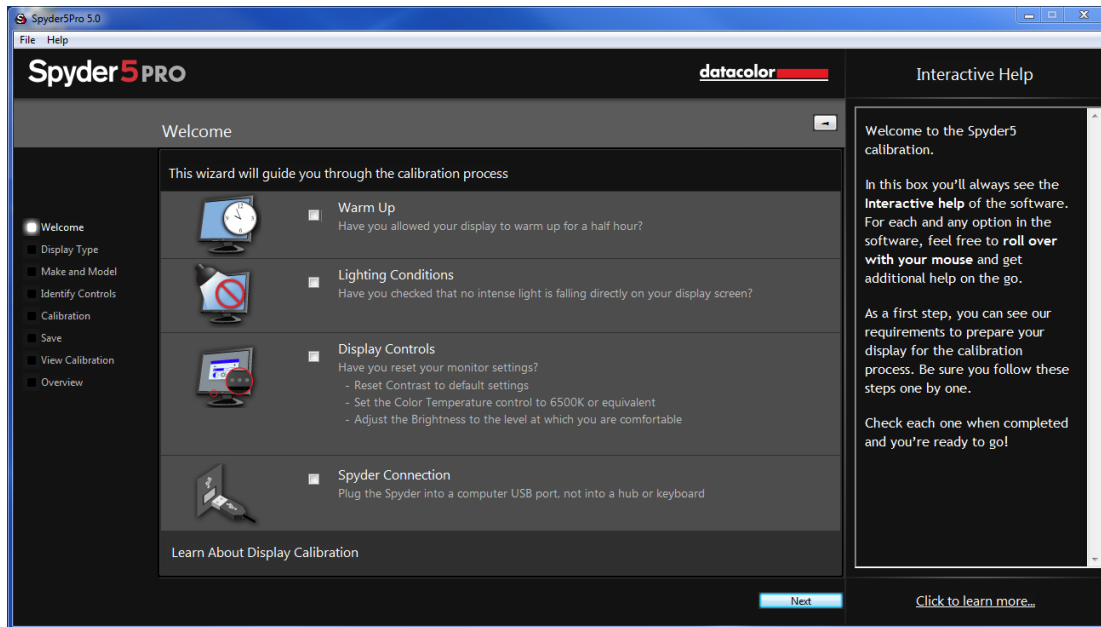 Spyder5Pro 5.0
File Help
Spyder5PRO
datacolor
Interactive Help
Welcome
This wizard will guide you through the calibration process
Welcome
Display Type
Make and Model
Identify Controls
Calibration
Save
View Calibration
Overview
12
3
6
9
Warm Up
Have you allowed your display to warm up for a half hour?
Lighting Conditions
Have you checked that no intense light is falling directly on your display screen?
Display Controls
Have you reset your monitor settings?
- Reset Contrast to default settings
- Set the Color Temperature control to 6500K or equivalent
- Adjust the Brightness to the level at which you are comfortable
Spyder Connection
Plug the Spyder into a computer USB port, not into a hub or keyboard
Learn About Display Calibration
Next
Welcome to the Spyder5
calibration.
In this box you'll always see the
Interactive help of the software.
For each and any option in the
software, feel free to roll over
with your mouse and get
additional help on the go.
As a first step, you can see our
requirements to prepare your
display for the calibration
process. Be sure you follow these
steps one by one.
Check each one when completed
and you're ready to go!
Click to learn more...